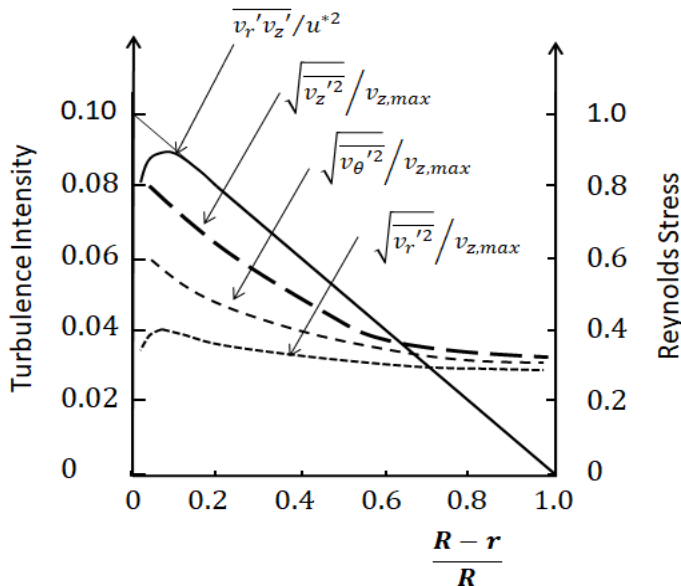 $\overline{v_r{}'v_z{}'}/u^{*2}$
$\sqrt{\overline{v_z{}'^2}}/v_{z,max}$
$\sqrt{\overline{v_\theta{}'^2}}/v_{z,max}$
$\sqrt{\overline{v_r{}'^2}}/v_{z,max}$
Turbulence Intensity
0.10
0.08
0.06
0.04
0.02
0
Reynolds Stress
1.0
0.8
0.6
0.4
0.2
0
0 0.2 0.4 0.6 0.8 1.0
$\frac{R-r}{R}$